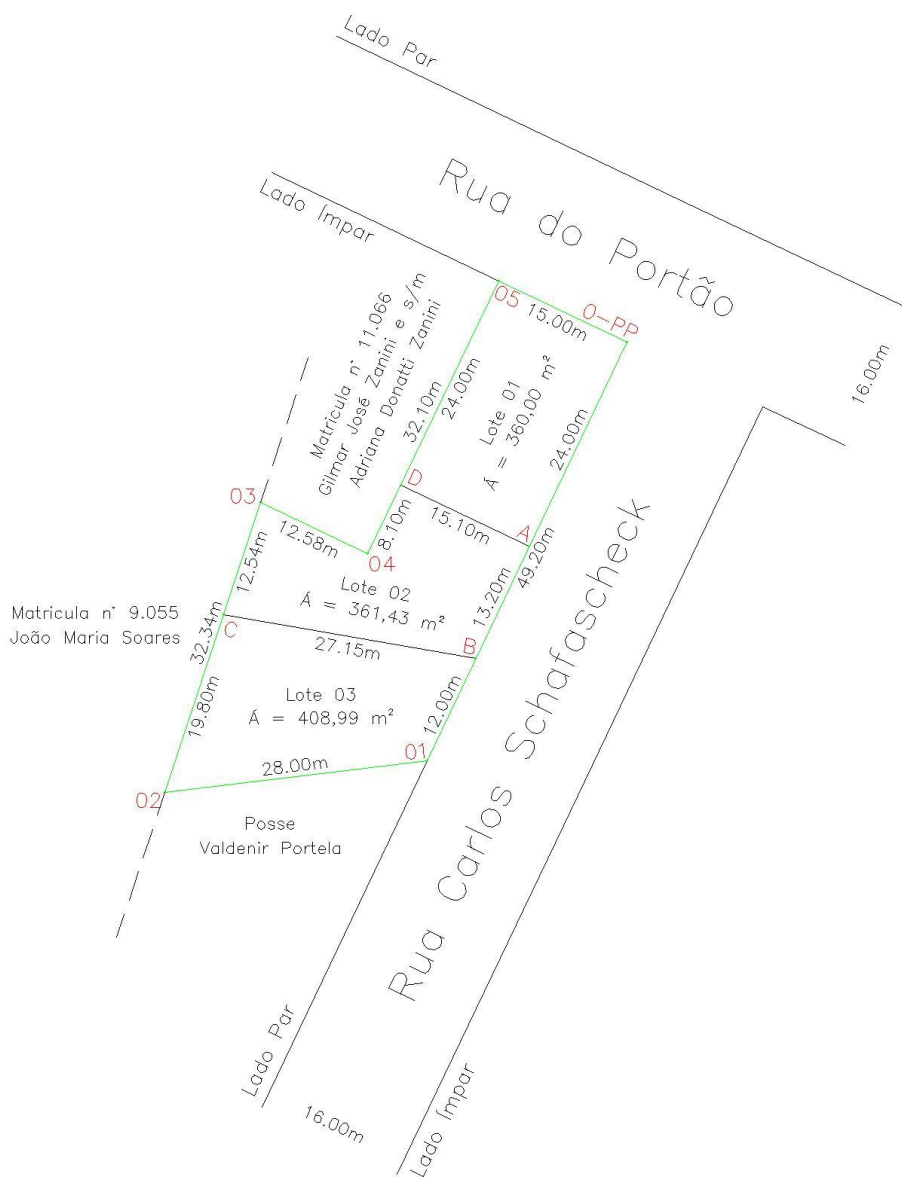 Lado Par
Rua do Portão
Lado Ímpar
16.00m
05
0-PP
15.00m
Matricula n° 11.066
Gilmar José Zanini e s/m
Adriana Donatti Zanini
32.10m
24.00m
Lote 01
Á = 360,00 m²
24.00m
03
D
12.58m
8.10m
15.10m
A
49.20m
04
12.54m
Lote 02
Á = 361,43 m²
13.20m
Matricula n° 9.055
João Maria Soares
32.34m
C
27.15m
B
19.80m
Lote 03
Á = 408,99 m²
12.00m
01
28.00m
02
Posse
Valdenir Portela
Rua Carlos Schafascheck
Lado Par
16.00m
Lado Ímpar